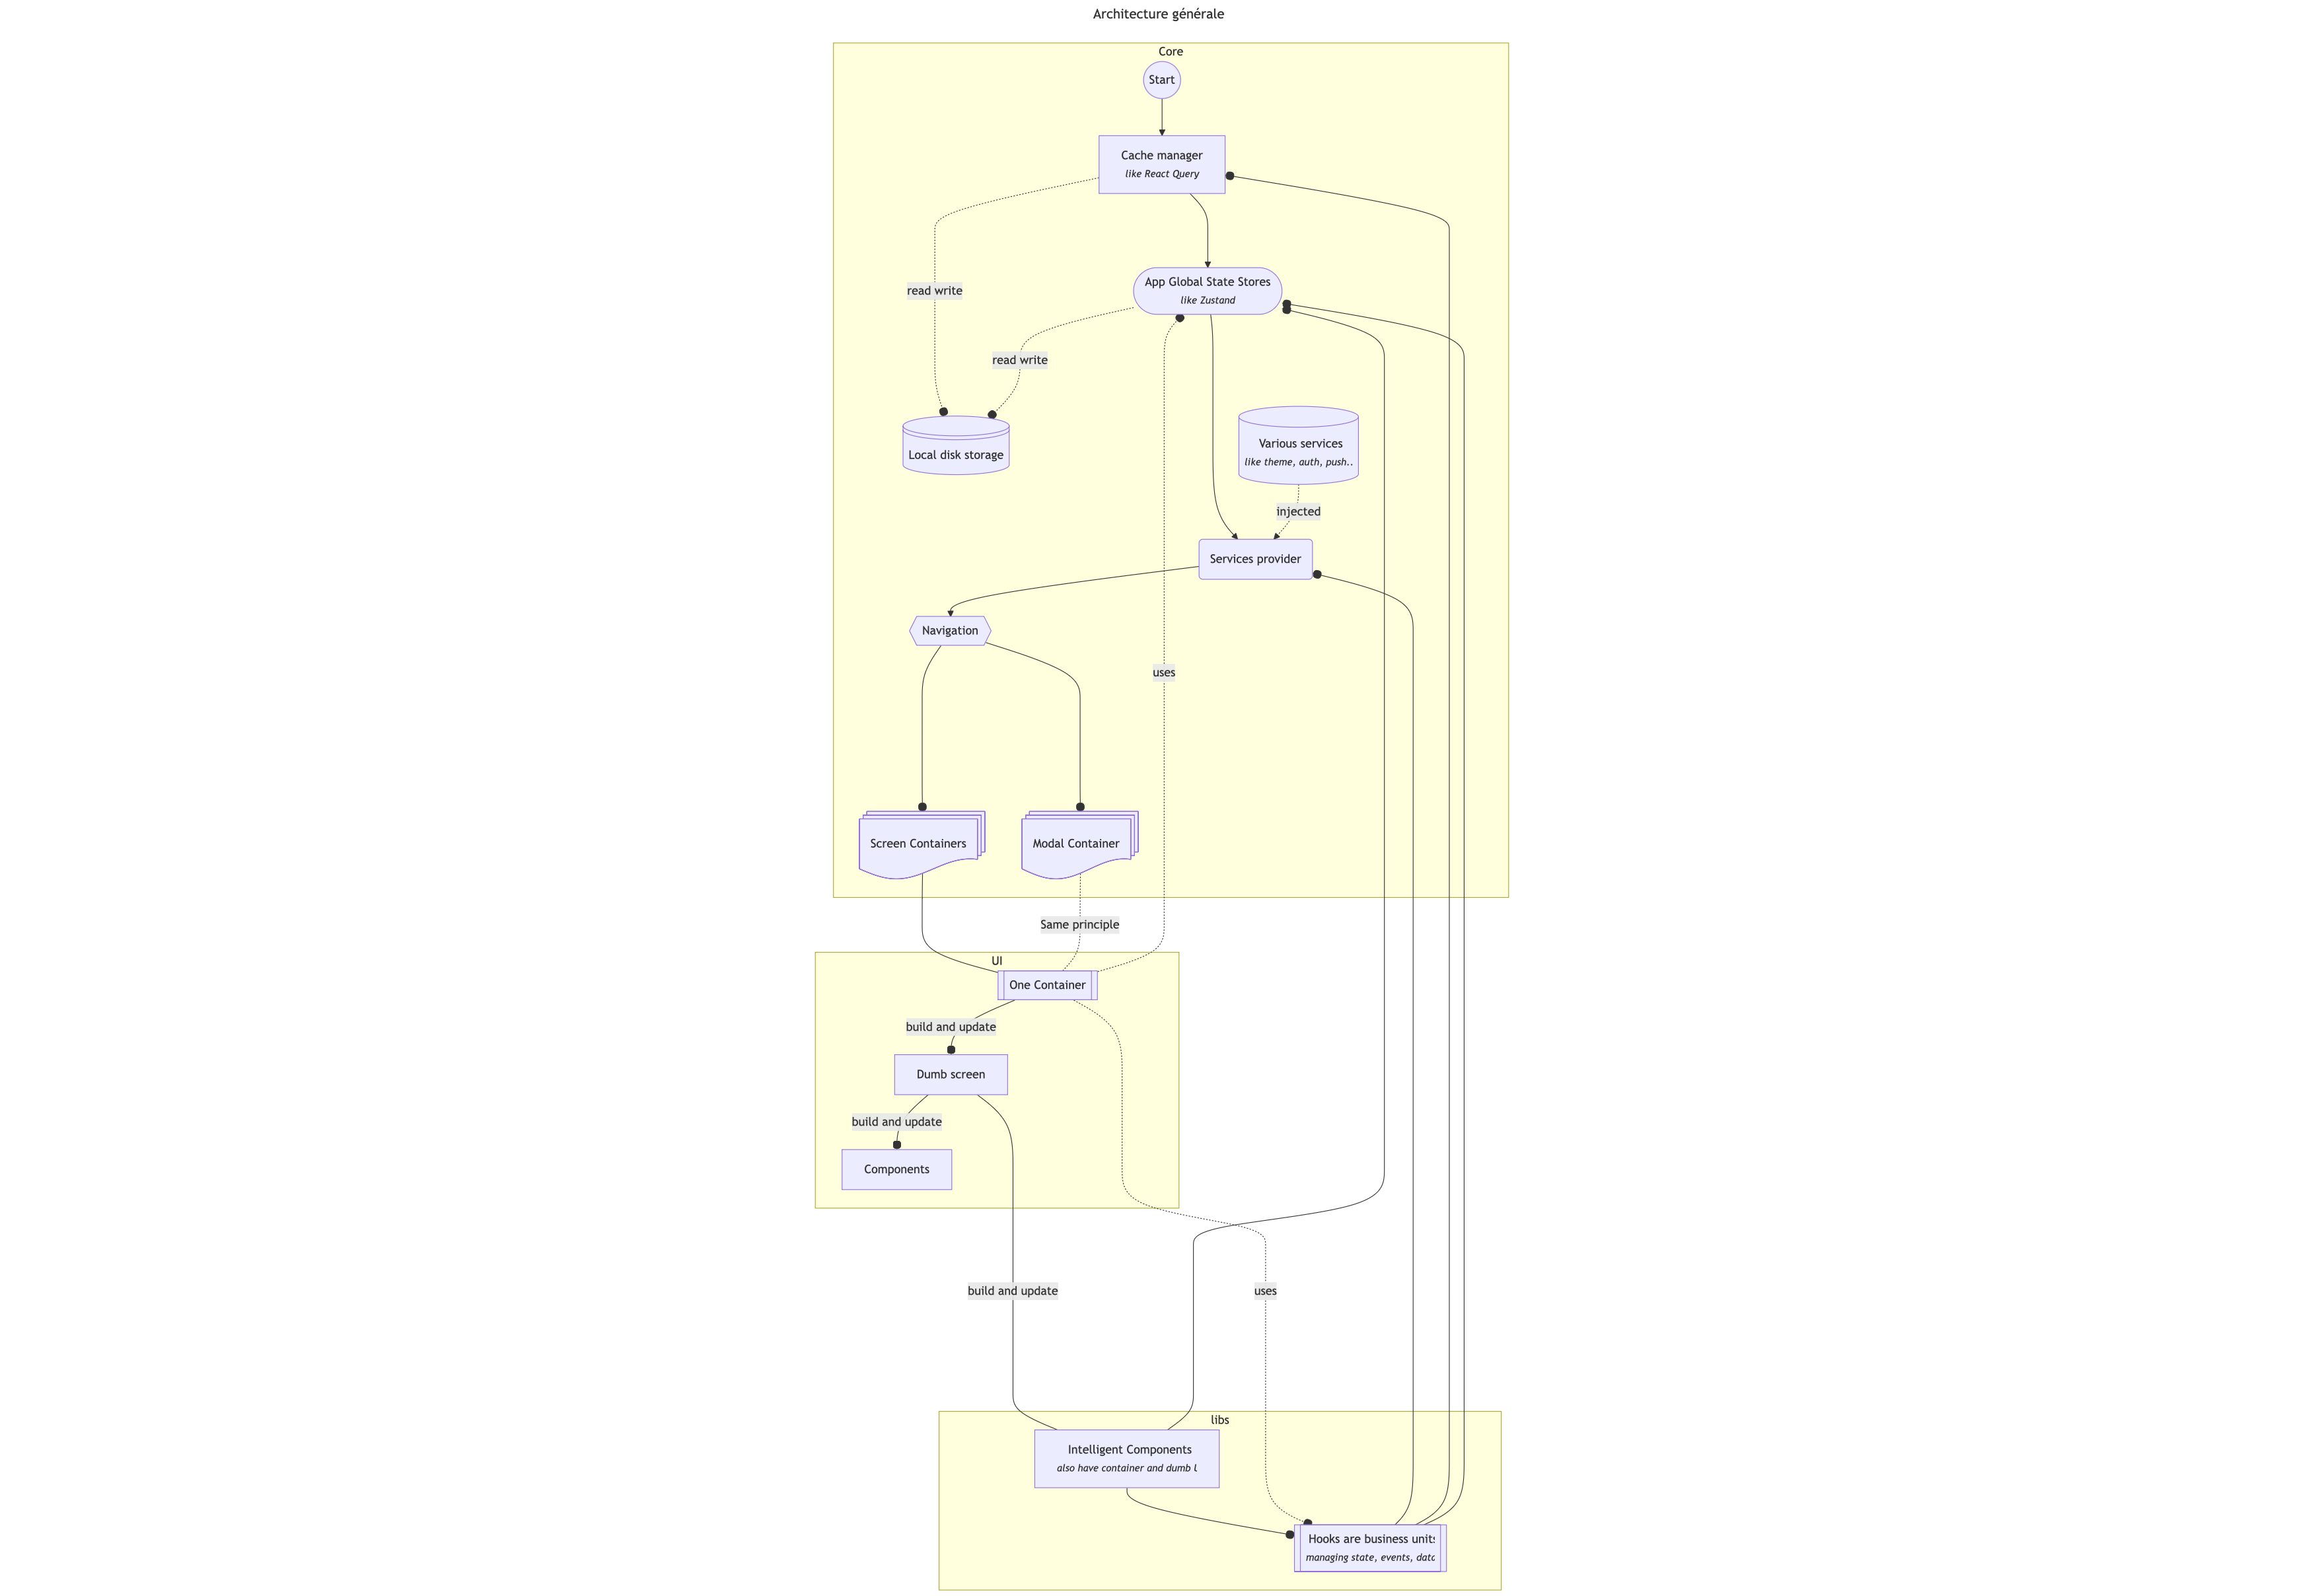 Architecture générale
Core
Start
Cache manager
like React Query
App Global State Stores
like Zustand
read write
read write
Various services
like theme, auth, push..
Local disk storage
injected
Services provider
Navigation
uses
Screen Containers
Modal Container
Same principle
UI
One Container
build and update
Dumb screen
build and update
Components
build and update
uses
libs
Intelligent Components
also have container and dumb
Hooks are business units
managing state, events, data